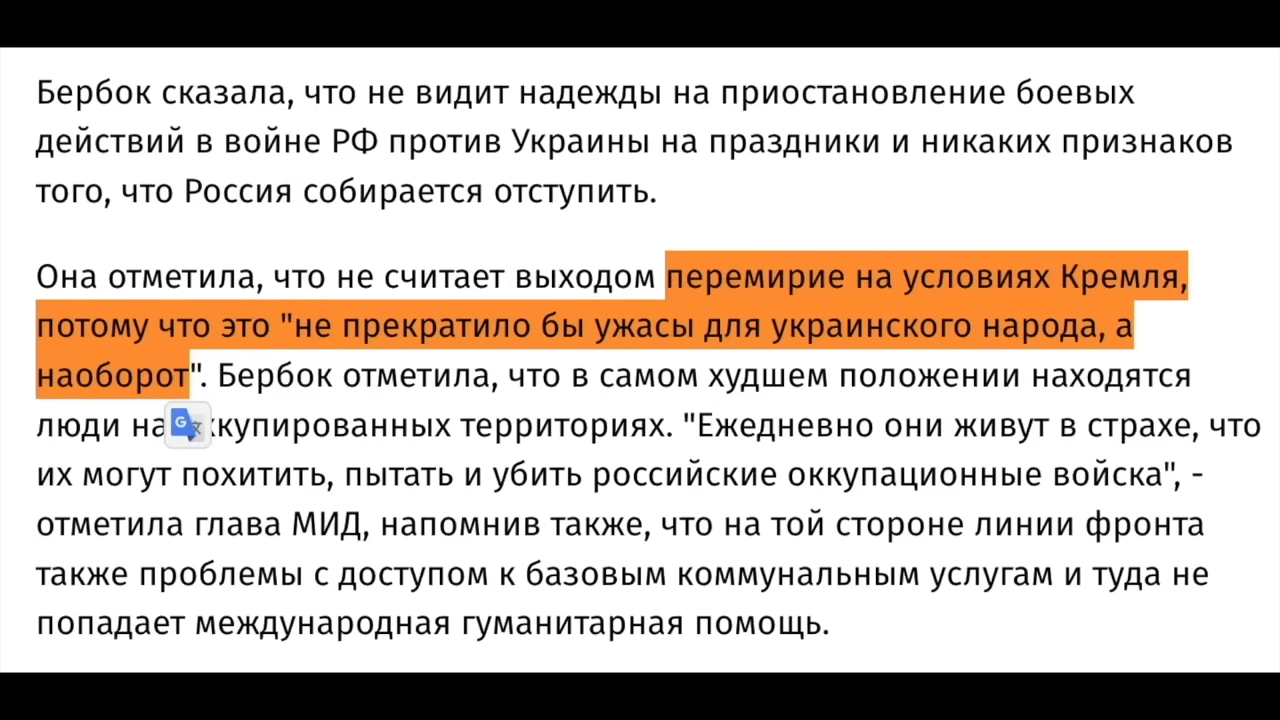 Бербок сказала, что не видит надежды на приостановление боевых
действий в войне РФ против Украины на праздники и никаких признаков
того, что Россия собирается отступить.
Она отметила, что не считает выходом перемирие на условиях Кремля,
потому что это "не прекратило бы ужасы для украинского народа, а
наоборот". Бербок отметила, что в самом худшем положении находятся
люди на оккупированных территориях. "Ежедневно они живут в страхе, что
их могут похитить, пытать и убить российские оккупационные войска", -
отметила глава МИД, напомнив также, что на той стороне линии фронта
также проблемы с доступом к базовым коммунальным услугам и туда не
попадает международная гуманитарная помощь.